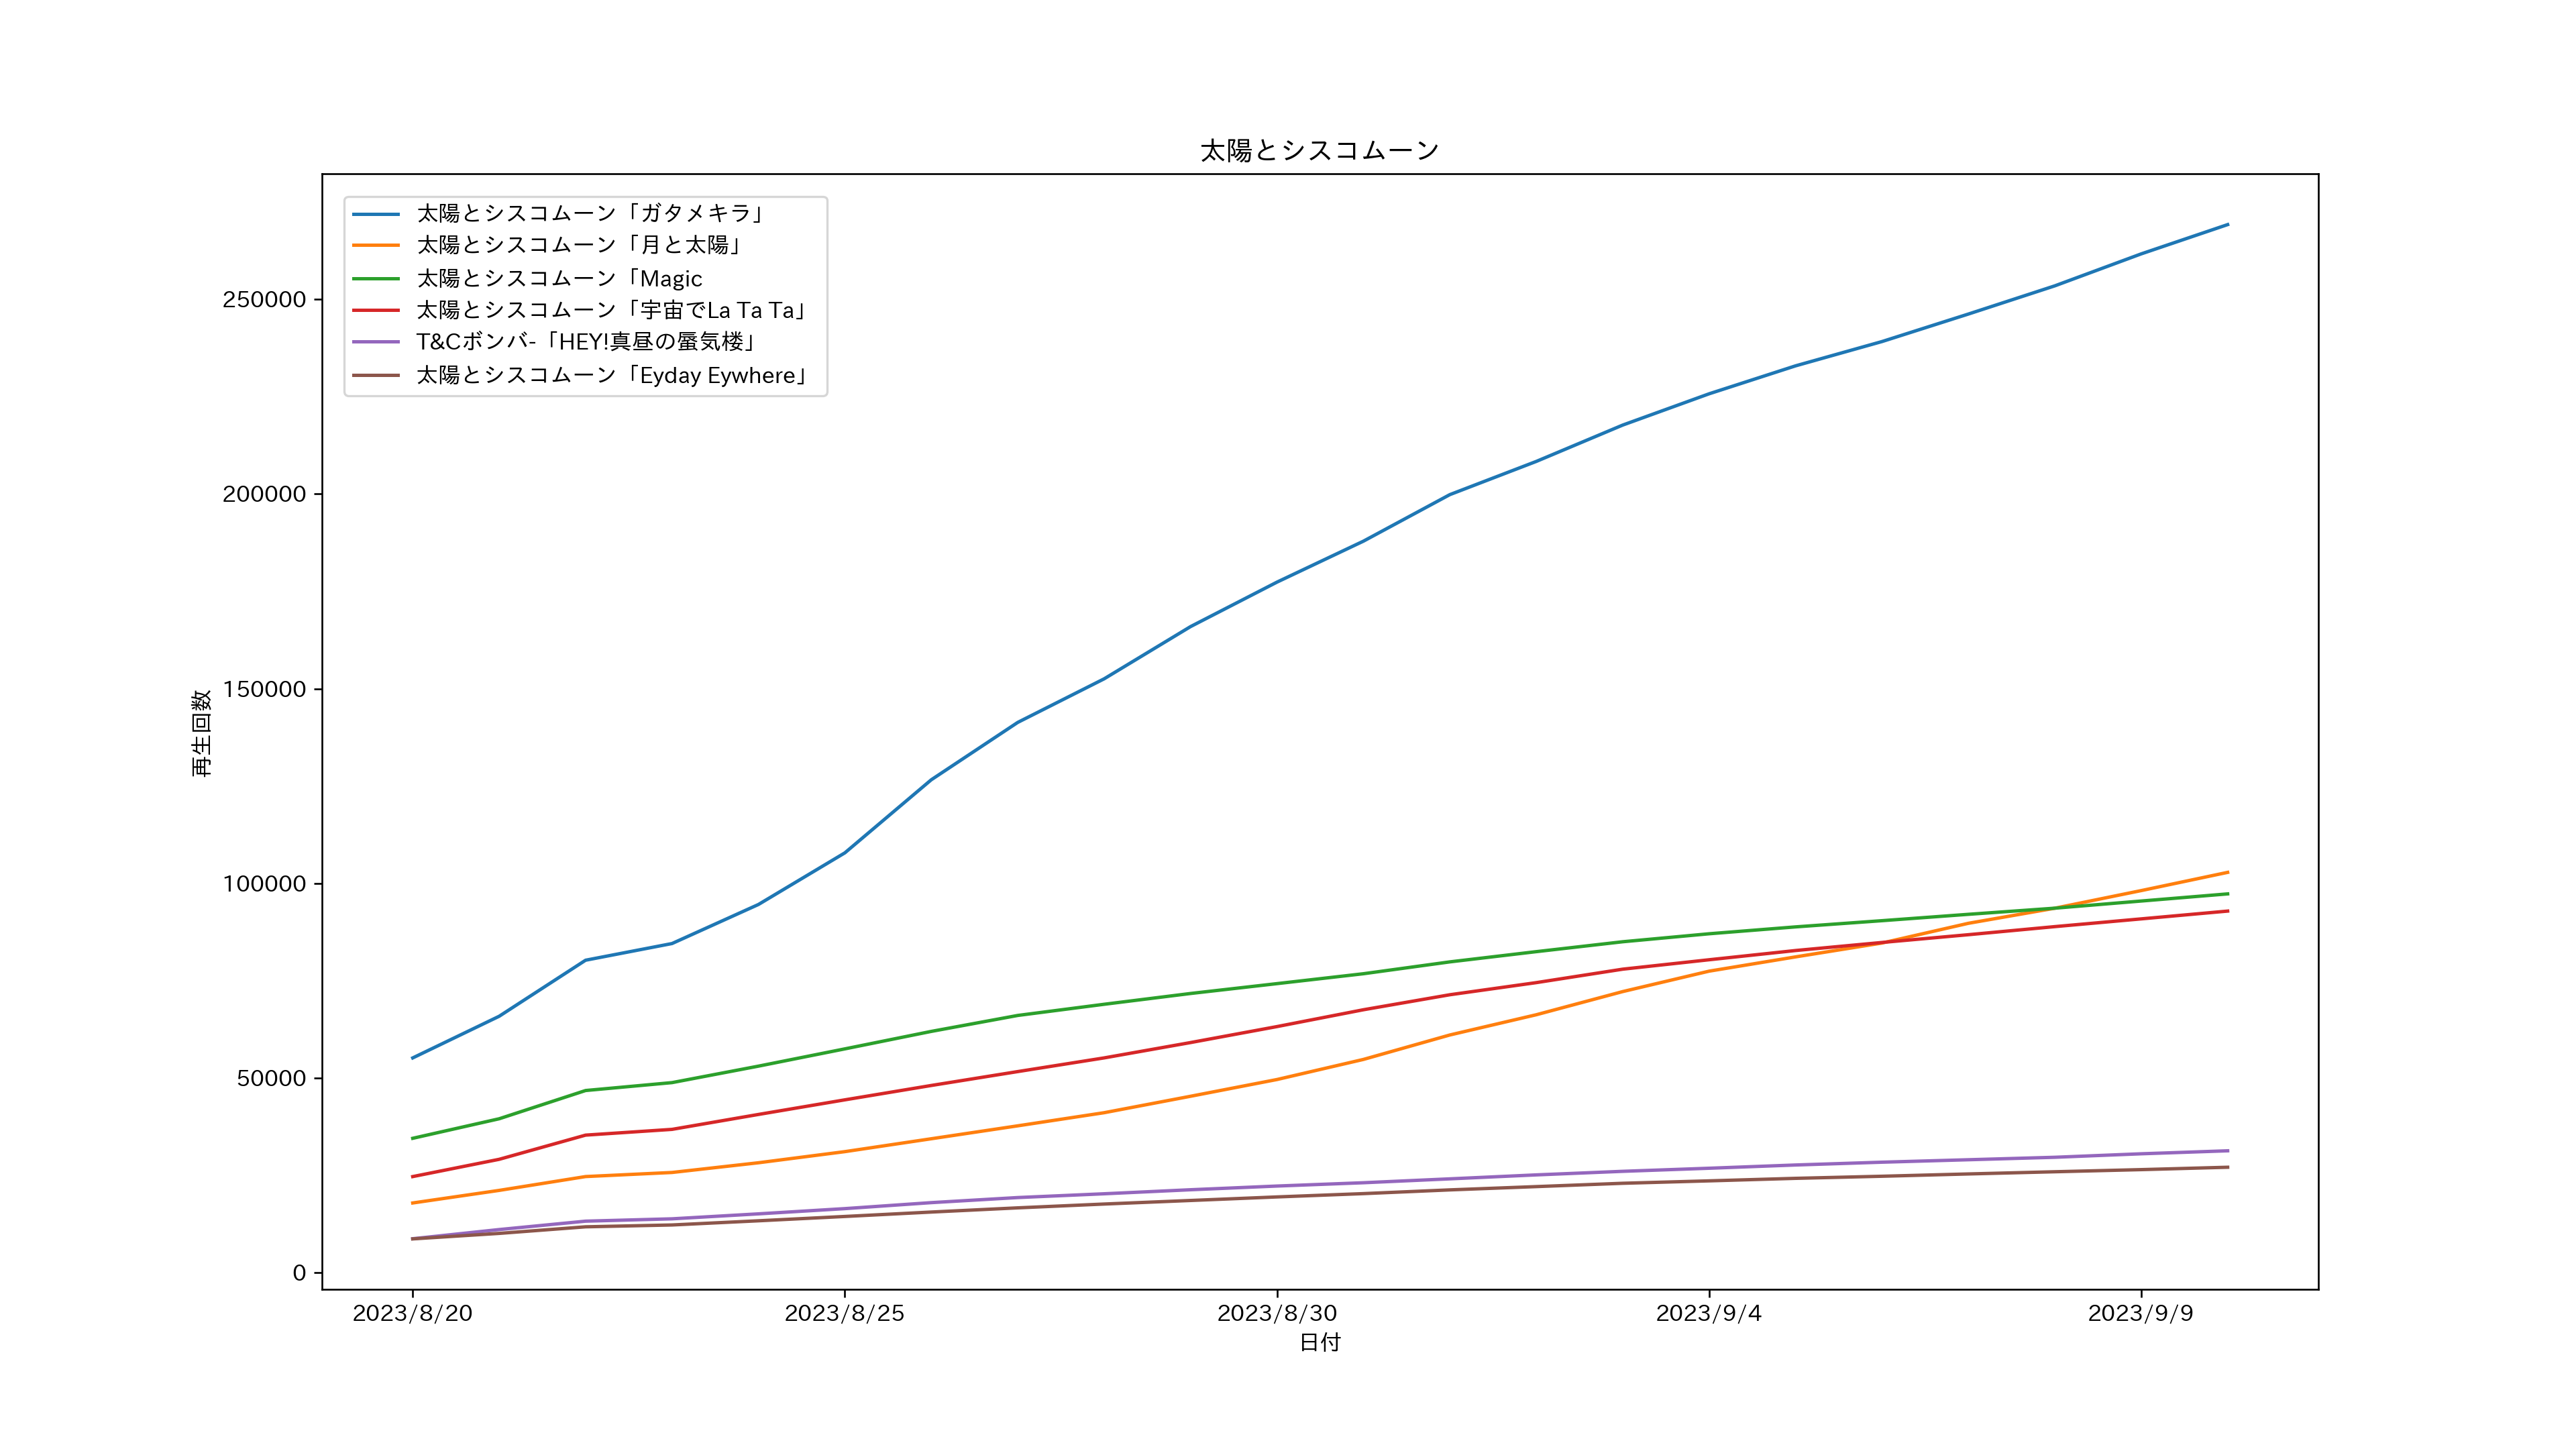 太陽とシスコムーン
太陽とシスコムーン「ガタメキラ」
太陽とシスコムーン「月と太陽」
太陽とシスコムーン「Magic
太陽とシスコムーン「宇宙でLa Ta Ta」
T&Cボンバ-「HEY!真昼の蜃気楼」
太陽とシスコムーン「Eyday Eywhere」
250000
200000
150000
100000
50000
0
再生回数
2023/8/20 2023/8/25 2023/8/30 2023/9/4 2023/9/9
日付